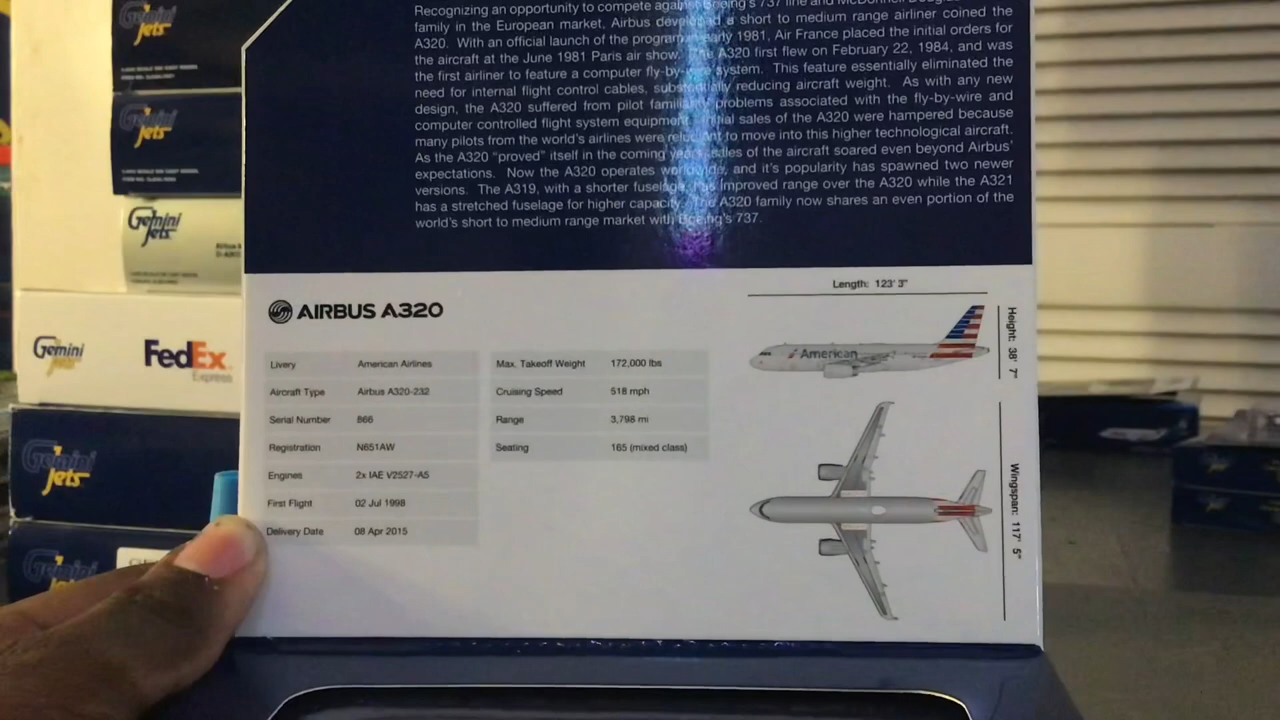 Recognizing an opportunity to compete against Boeing's 737 line and McDonnell
family in the European market, Airbus developed a short to medium range airliner coined the
A320. With an official launch of the program in early 1981, Air France placed the initial orders for
the aircraft at the June 1981 Paris air show. The A320 first flew on February 22, 1984, and was
the first airliner to feature a computer fly-by-wire system. This feature essentially eliminated the
need for internal flight control cables, substantially reducing aircraft weight. As with any new
design, the A320 suffered from pilot familiarity problems associated with the fly-by-wire and
computer controlled flight system equipment. Initial sales of the A320 were hampered because
many pilots from the world's airlines were reluctant to move into this higher technological aircraft.
As the A320 "proved" itself in the coming years, sales of the aircraft soared even beyond Airbus'
expectations. Now the A320 operates worldwide, and it's popularity has spawned two newer
versions. The A319, with a shorter fuselage, has improved range over the A320 while the A321
has a stretched fuselage for higher capacity. The A320 family now shares an even portion of the
world's short to medium range market with Boeing's 737.
AIRBUS A320
Livery American Airlines
Aircraft Type Airbus A320-232
Serial Number 866
Registration N651AW
Engines 2x IAE V2527-A5
First Flight 02 Jul 1998
Delivery Date 08 Apr 2015
Max. Takeoff Weight 172,000 lbs
Cruising Speed 518 mph
Range 3,798 mi
Seating 165 (mixed class)
Length: 123' 3"
American
Height: 38' 7"
Wingspan: 117' 5"
Gemini Jets
Gemini Jets
Gemini Jets
Gemini Jets
FedEx
Express
Gemini Jets
Gemini Jets